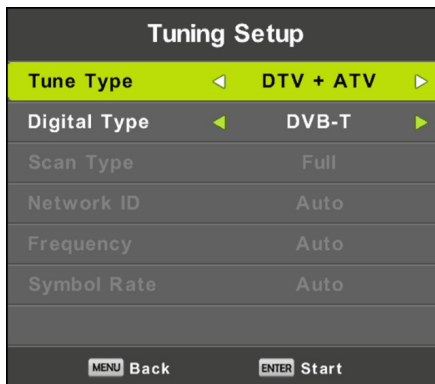 Tuning Setup
Tune Type DTV + ATV
Digital Type DVB-T
Scan Type Full
Network ID Auto
Frequency Auto
Symbol Rate Auto
MENU Back ENTER Start